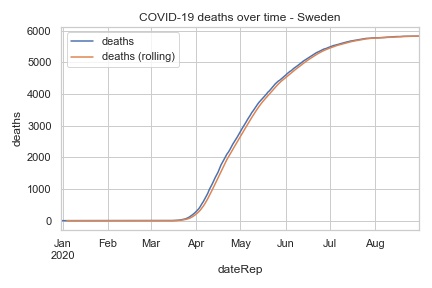 COVID-19 deaths over time - Sweden
deaths
deaths (rolling)
6000
5000
4000
3000
2000
1000
0
deaths
Jan Feb Mar Apr May Jun Jul Aug
2020
dateRep